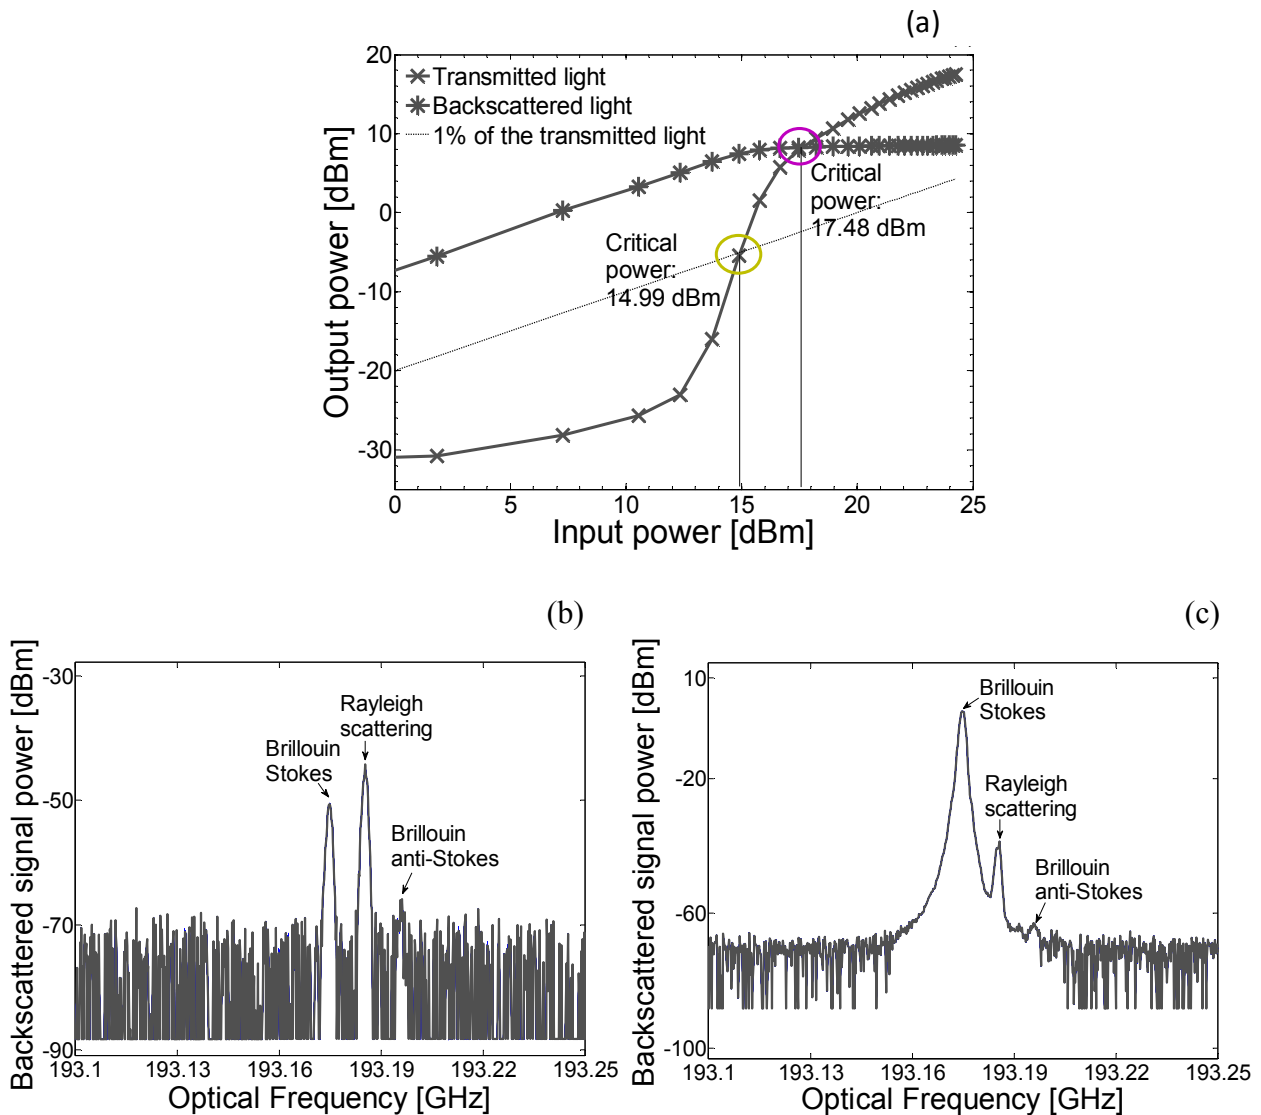 (a)
Output power [dBm]
20
10
0
-10
-20
-30
Transmitted light
Backscattered light
1% of the transmitted light
Critical
power:
17.48 dBm
Critical
power:
14.99 dBm
0 5 10 15 20 25
Input power [dBm]
(b)
Backscattered signal power [dBm]
-30
-50
-70
-90
Rayleigh
scattering
Brillouin
Stokes
Brillouin
anti-Stokes
193.1 193.13 193.16 193.19 193.22 193.25
Optical Frequency [GHz]
(c)
Backscattered signal power [dBm]
10
-20
-60
-100
Brillouin
Stokes
Rayleigh
scattering
Brillouin
anti-Stokes
193.1 193.13 193.16 193.19 193.22 193.25
Optical Frequency [GHz]